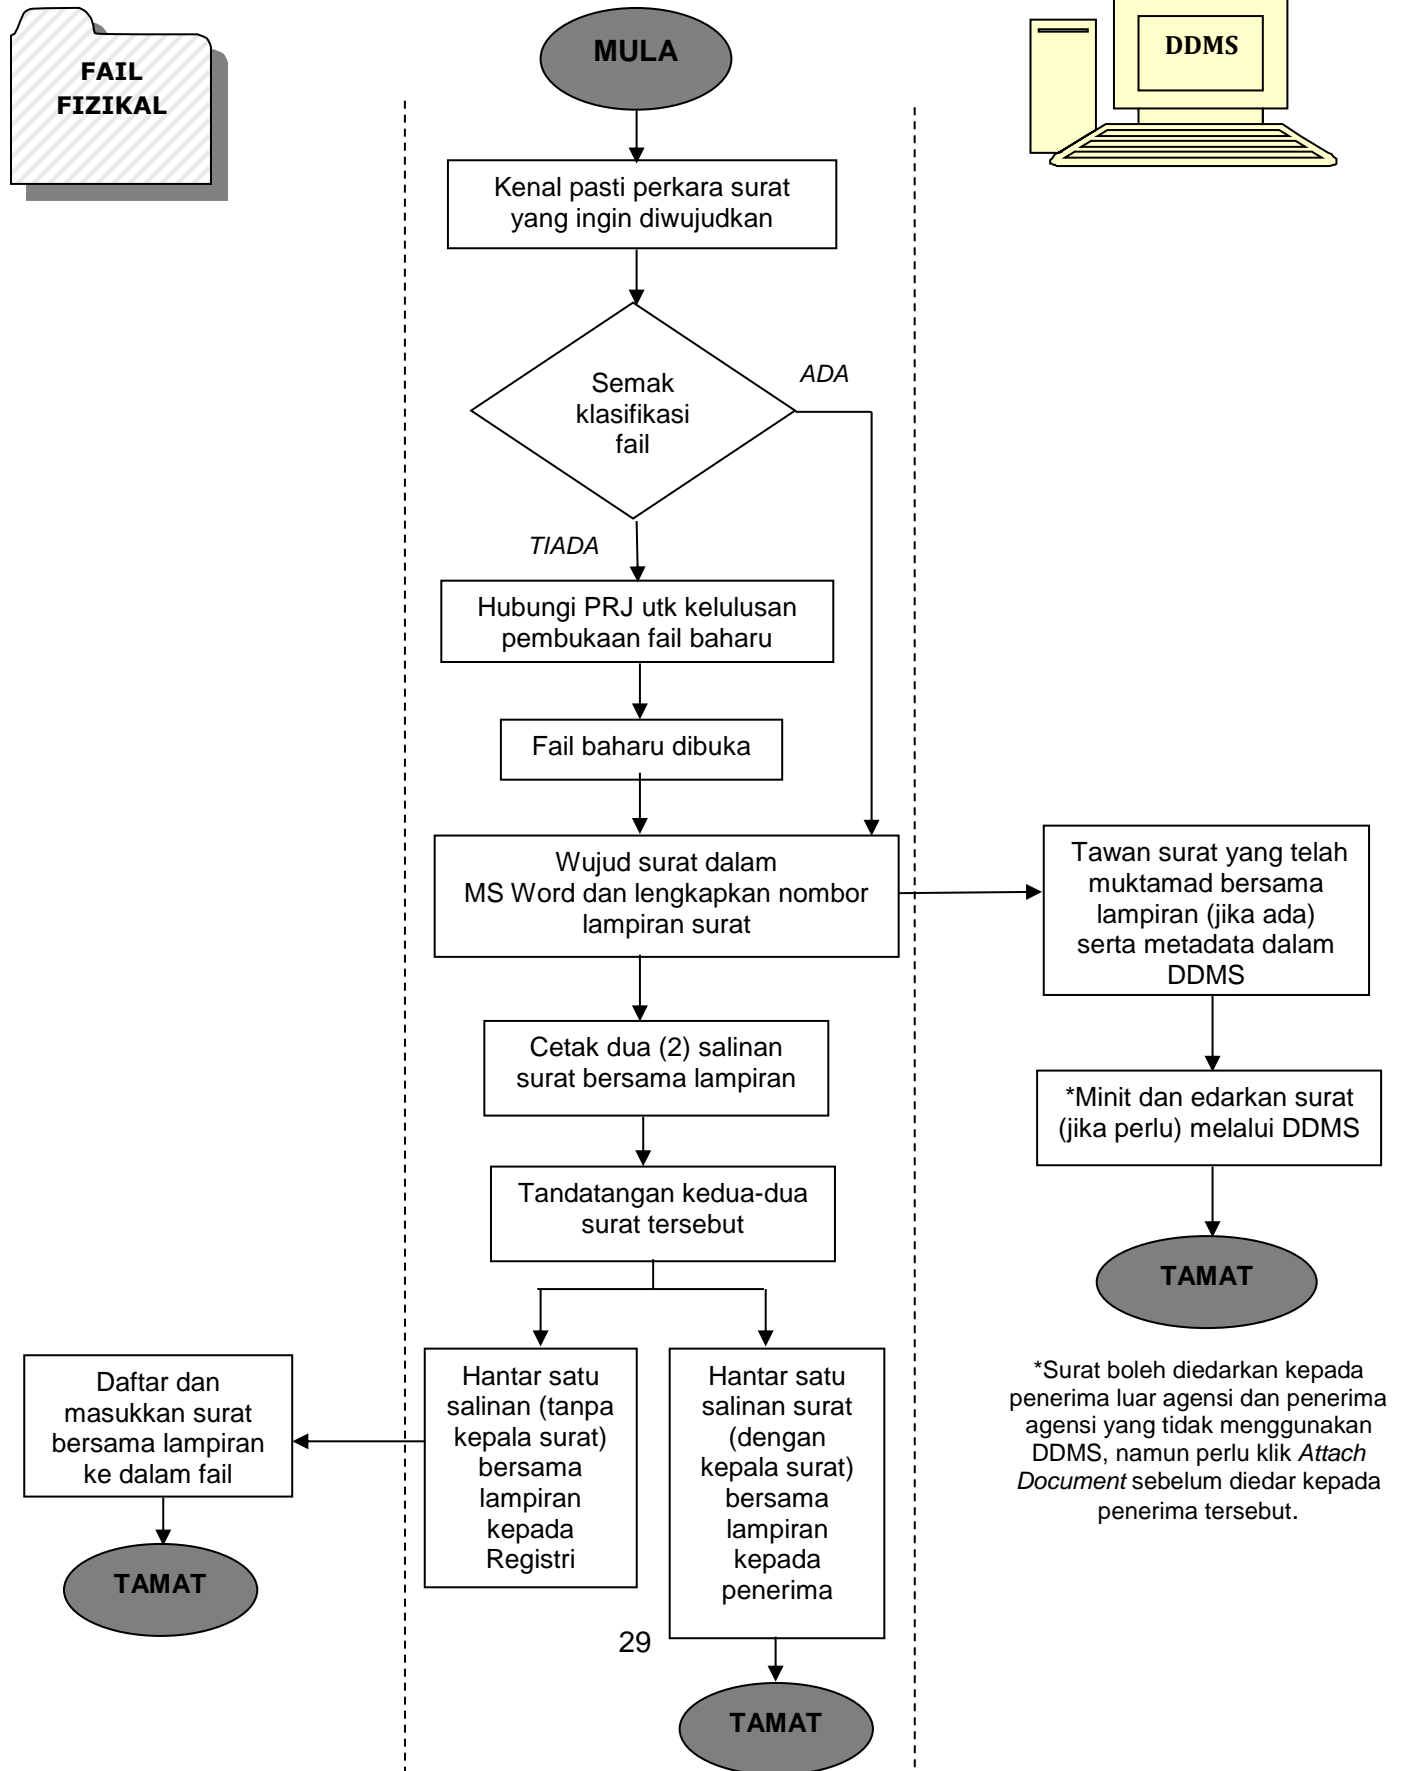 FAIL
FIZIKAL
MULA
DDMS
Kenal pasti perkara surat
yang ingin diwujudkan
Semak
klasifikasi
fail
ADA
TIADA
Hubungi PRJ utk kelulusan
pembukaan fail baharu
Fail baharu dibuka
Wujud surat dalam
MS Word dan lengkapkan nombor
lampiran surat
Tawan surat yang telah
muktamad bersama
lampiran (jika ada)
serta metadata dalam
DDMS
Cetak dua (2) salinan
surat bersama lampiran
*Minit dan edarkan surat
(jika perlu) melalui DDMS
Tandatangan kedua-dua
surat tersebut
TAMAT
Daftar dan
masukkan surat
bersama lampiran
ke dalam fail
Hantar satu
salinan (tanpa
kepala surat)
bersama
lampiran
kepada
Registri
Hantar satu
salinan surat
(dengan
kepala surat)
bersama
lampiran
kepada
penerima
*Surat boleh diedarkan kepada
penerima luar agensi dan penerima
agensi yang tidak menggunakan
DDMS, namun perlu klik Attach
Document sebelum diedar kepada
penerima tersebut.
TAMAT
29
TAMAT